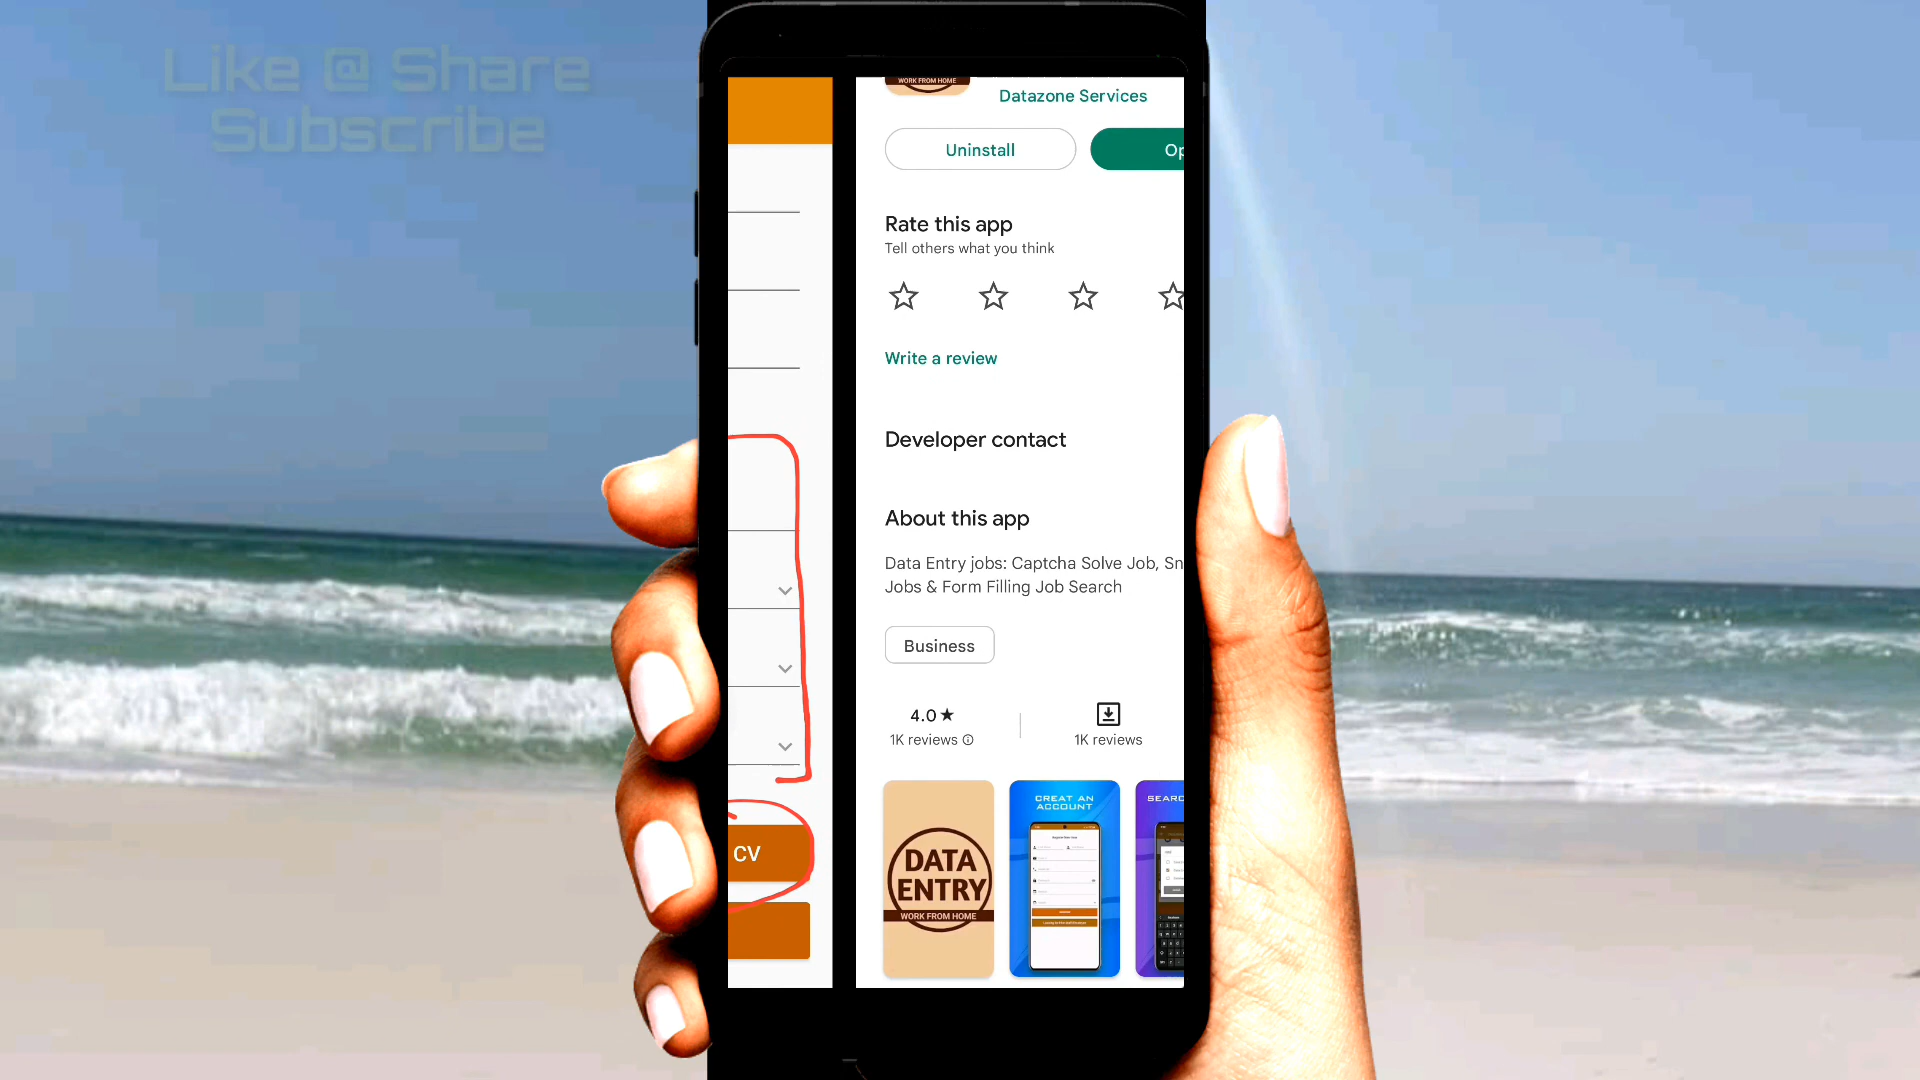 Like @ Share
Subscribe
WORK FROM HOME
Datazone Services
Uninstall
Op
Rate this app
Tell others what you think
Write a review
Developer contact
About this app
Data Entry jobs: Captcha Solve Job, Sn
Jobs & Form Filling Job Search
Business
4.0★
1K reviews
1K reviews
CV
DATA
ENTRY
WORK FROM HOME
CREAT AN
ACCOUNT
SEARC